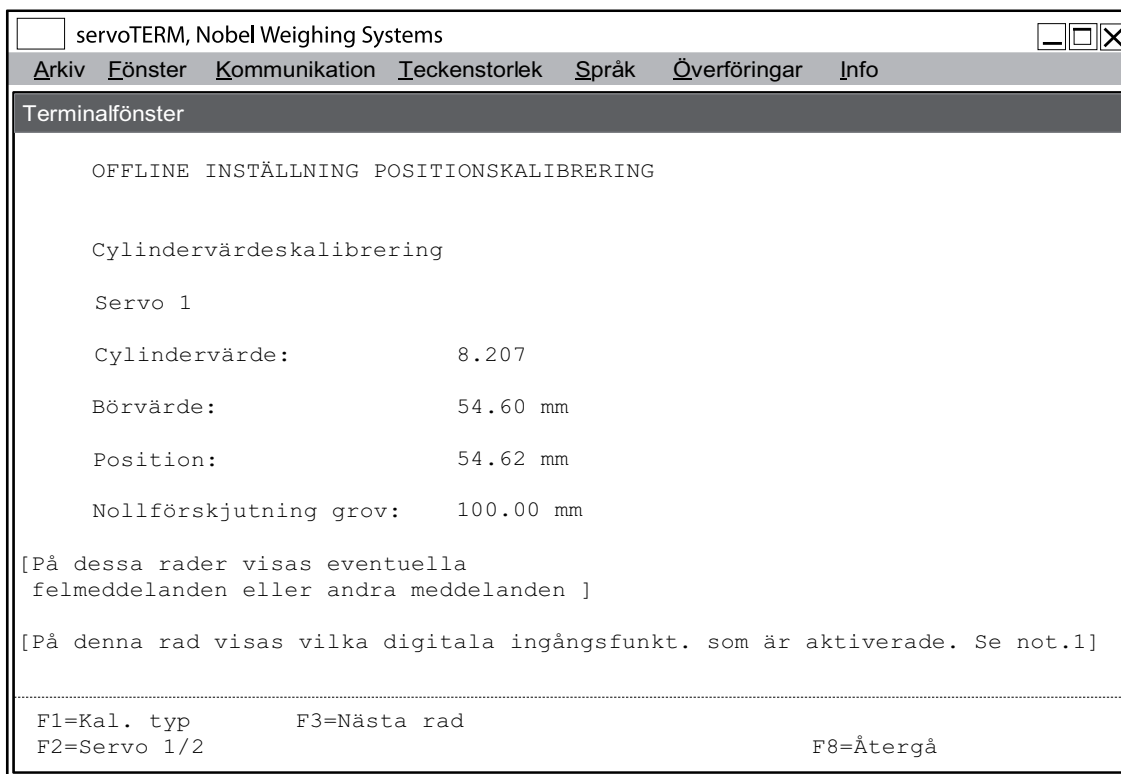 servoTERM, Nobel Weighing Systems
Arkiv Fönster Kommunikation Teckenstorlek Språk Överföringar Info
Terminalfönster
OFFLINE INSTÄLLNING POSITIONSKALIBRERING
Cylindervärdeskalibrering
Servo 1
Cylindervärde: 8.207
Börvärde: 54.60 mm
Position: 54.62 mm
Nollförskjutning grov: 100.00 mm
[På dessa rader visas eventuella
felmeddelanden eller andra meddelanden ]
[På denna rad visas vilka digitala ingångsfunkt. som är aktiverade. Se not.1]
F1=Kal. typ F3=Nästa rad
F2=Servo 1/2 F8=Återgå